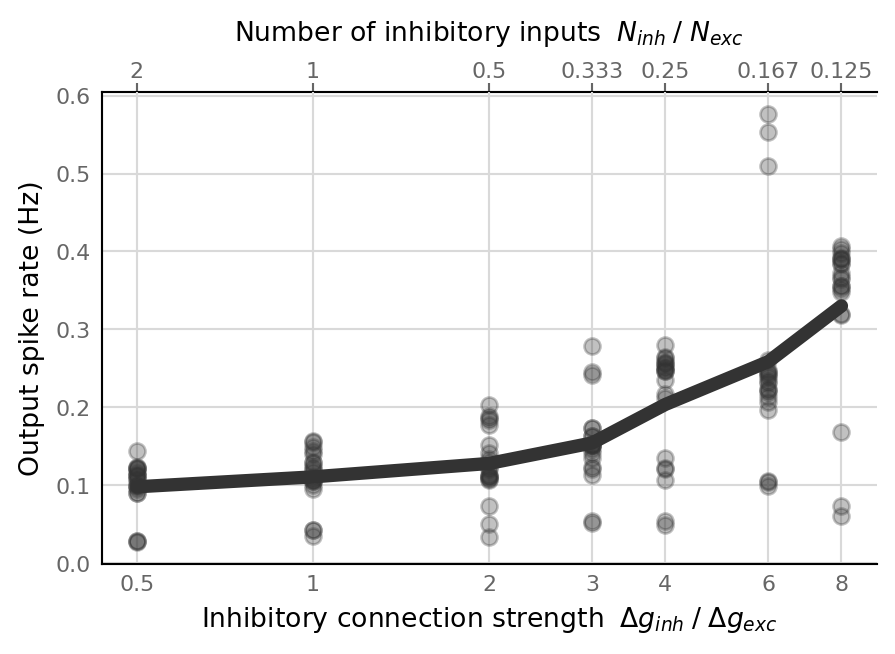 Number of inhibitory inputs N_inh / N_exc
2 1 0.5 0.333 0.25 0.167 0.125
0.6
0.5
0.4
0.3
0.2
0.1
0.0
Output spike rate (Hz)
0.5 1 2 3 4 6 8
Inhibitory connection strength Δg_inh / Δg_exc